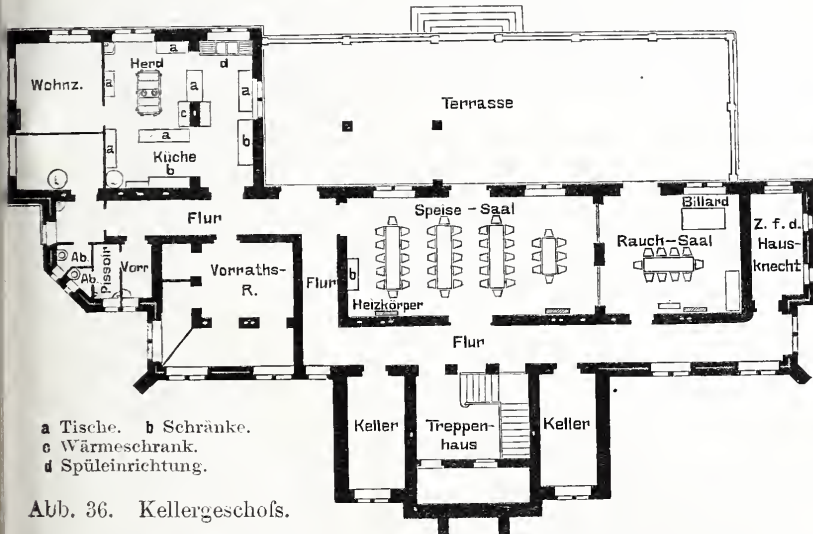 Wohnz.
Herd
a
d
a
a
a
c
b
a
a
Küche
b
i
Terrasse
Flur
Speise-Saal
Billard
Rauch-Saal
Z. f. d.
Haus-
knecht
Ab.
Ab.
Pissoir
Vorr
Vorraths-
R.
Flur
b
Heizkörper
Flur
Keller
Treppen-
haus
Keller
a Tische. b Schränke.
c Wärmeschrank.
d Spüleinrichtung.
Abb. 36. Kellergeschoſs.